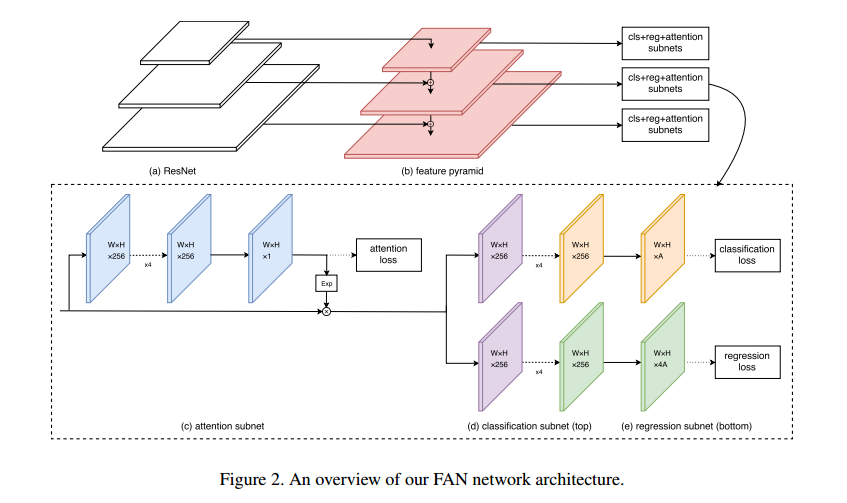 cls+reg+attention
subnets
cls+reg+attention
subnets
cls+reg+attention
subnets
(a) ResNet
(b) feature pyramid
W×H
×256
x4
W×H
×256
W×H
×1
attention
loss
Exp
W×H
×256
x4
W×H
×256
W×H
×A
classification
loss
W×H
×256
x4
W×H
×256
W×H
×4A
regression
loss
(c) attention subnet
(d) classification subnet (top)
(e) regression subnet (bottom)
Figure 2. An overview of our FAN network architecture.